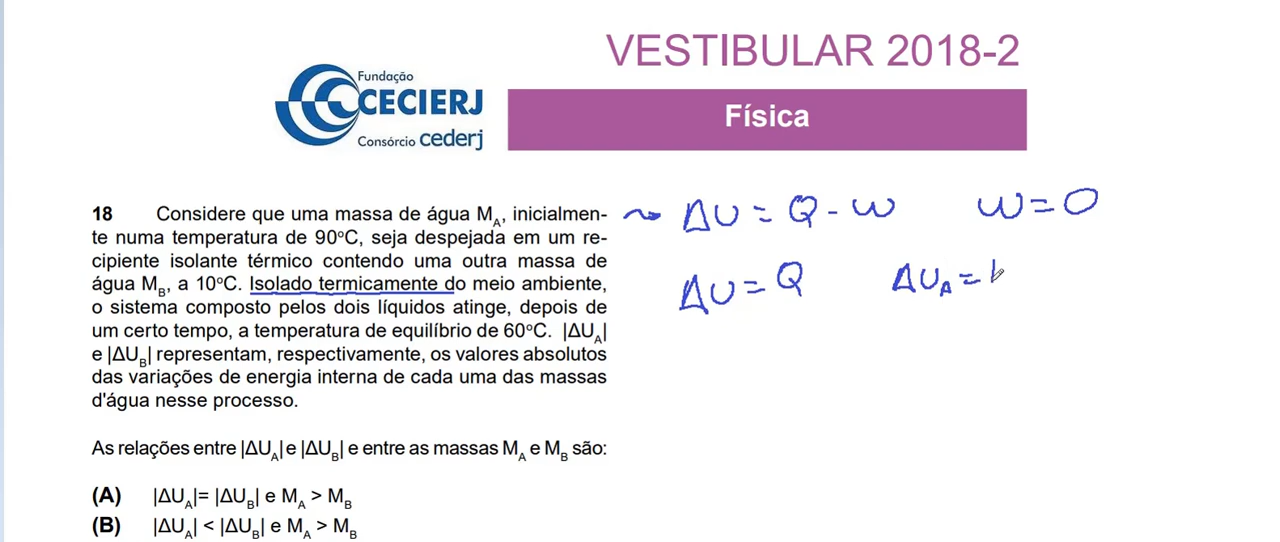 VESTIBULAR 2018-2
Fundação
CECIERJ
Consórcio cederj
Física
18 Considere que uma massa de água M_A, inicialmen-
te numa temperatura de 90ºC, seja despejada em um re-
cipiente isolante térmico contendo uma outra massa de
água M_B, a 10ºC. Isolado termicamente do meio ambiente,
o sistema composto pelos dois líquidos atinge, depois de
um certo tempo, a temperatura de equilíbrio de 60ºC. |ΔU_A|
e |ΔU_B| representam, respectivamente, os valores absolutos
das variações de energia interna de cada uma das massas
d'água nesse processo.
As relações entre |ΔU_A| e |ΔU_B| e entre as massas M_A e M_B são:
(A) |ΔU_A|= |ΔU_B| e M_A > M_B
(B) |ΔU_A| < |ΔU_B| e M_A > M_B
ΔU = Q - W W = 0
ΔU = Q ΔU_A =